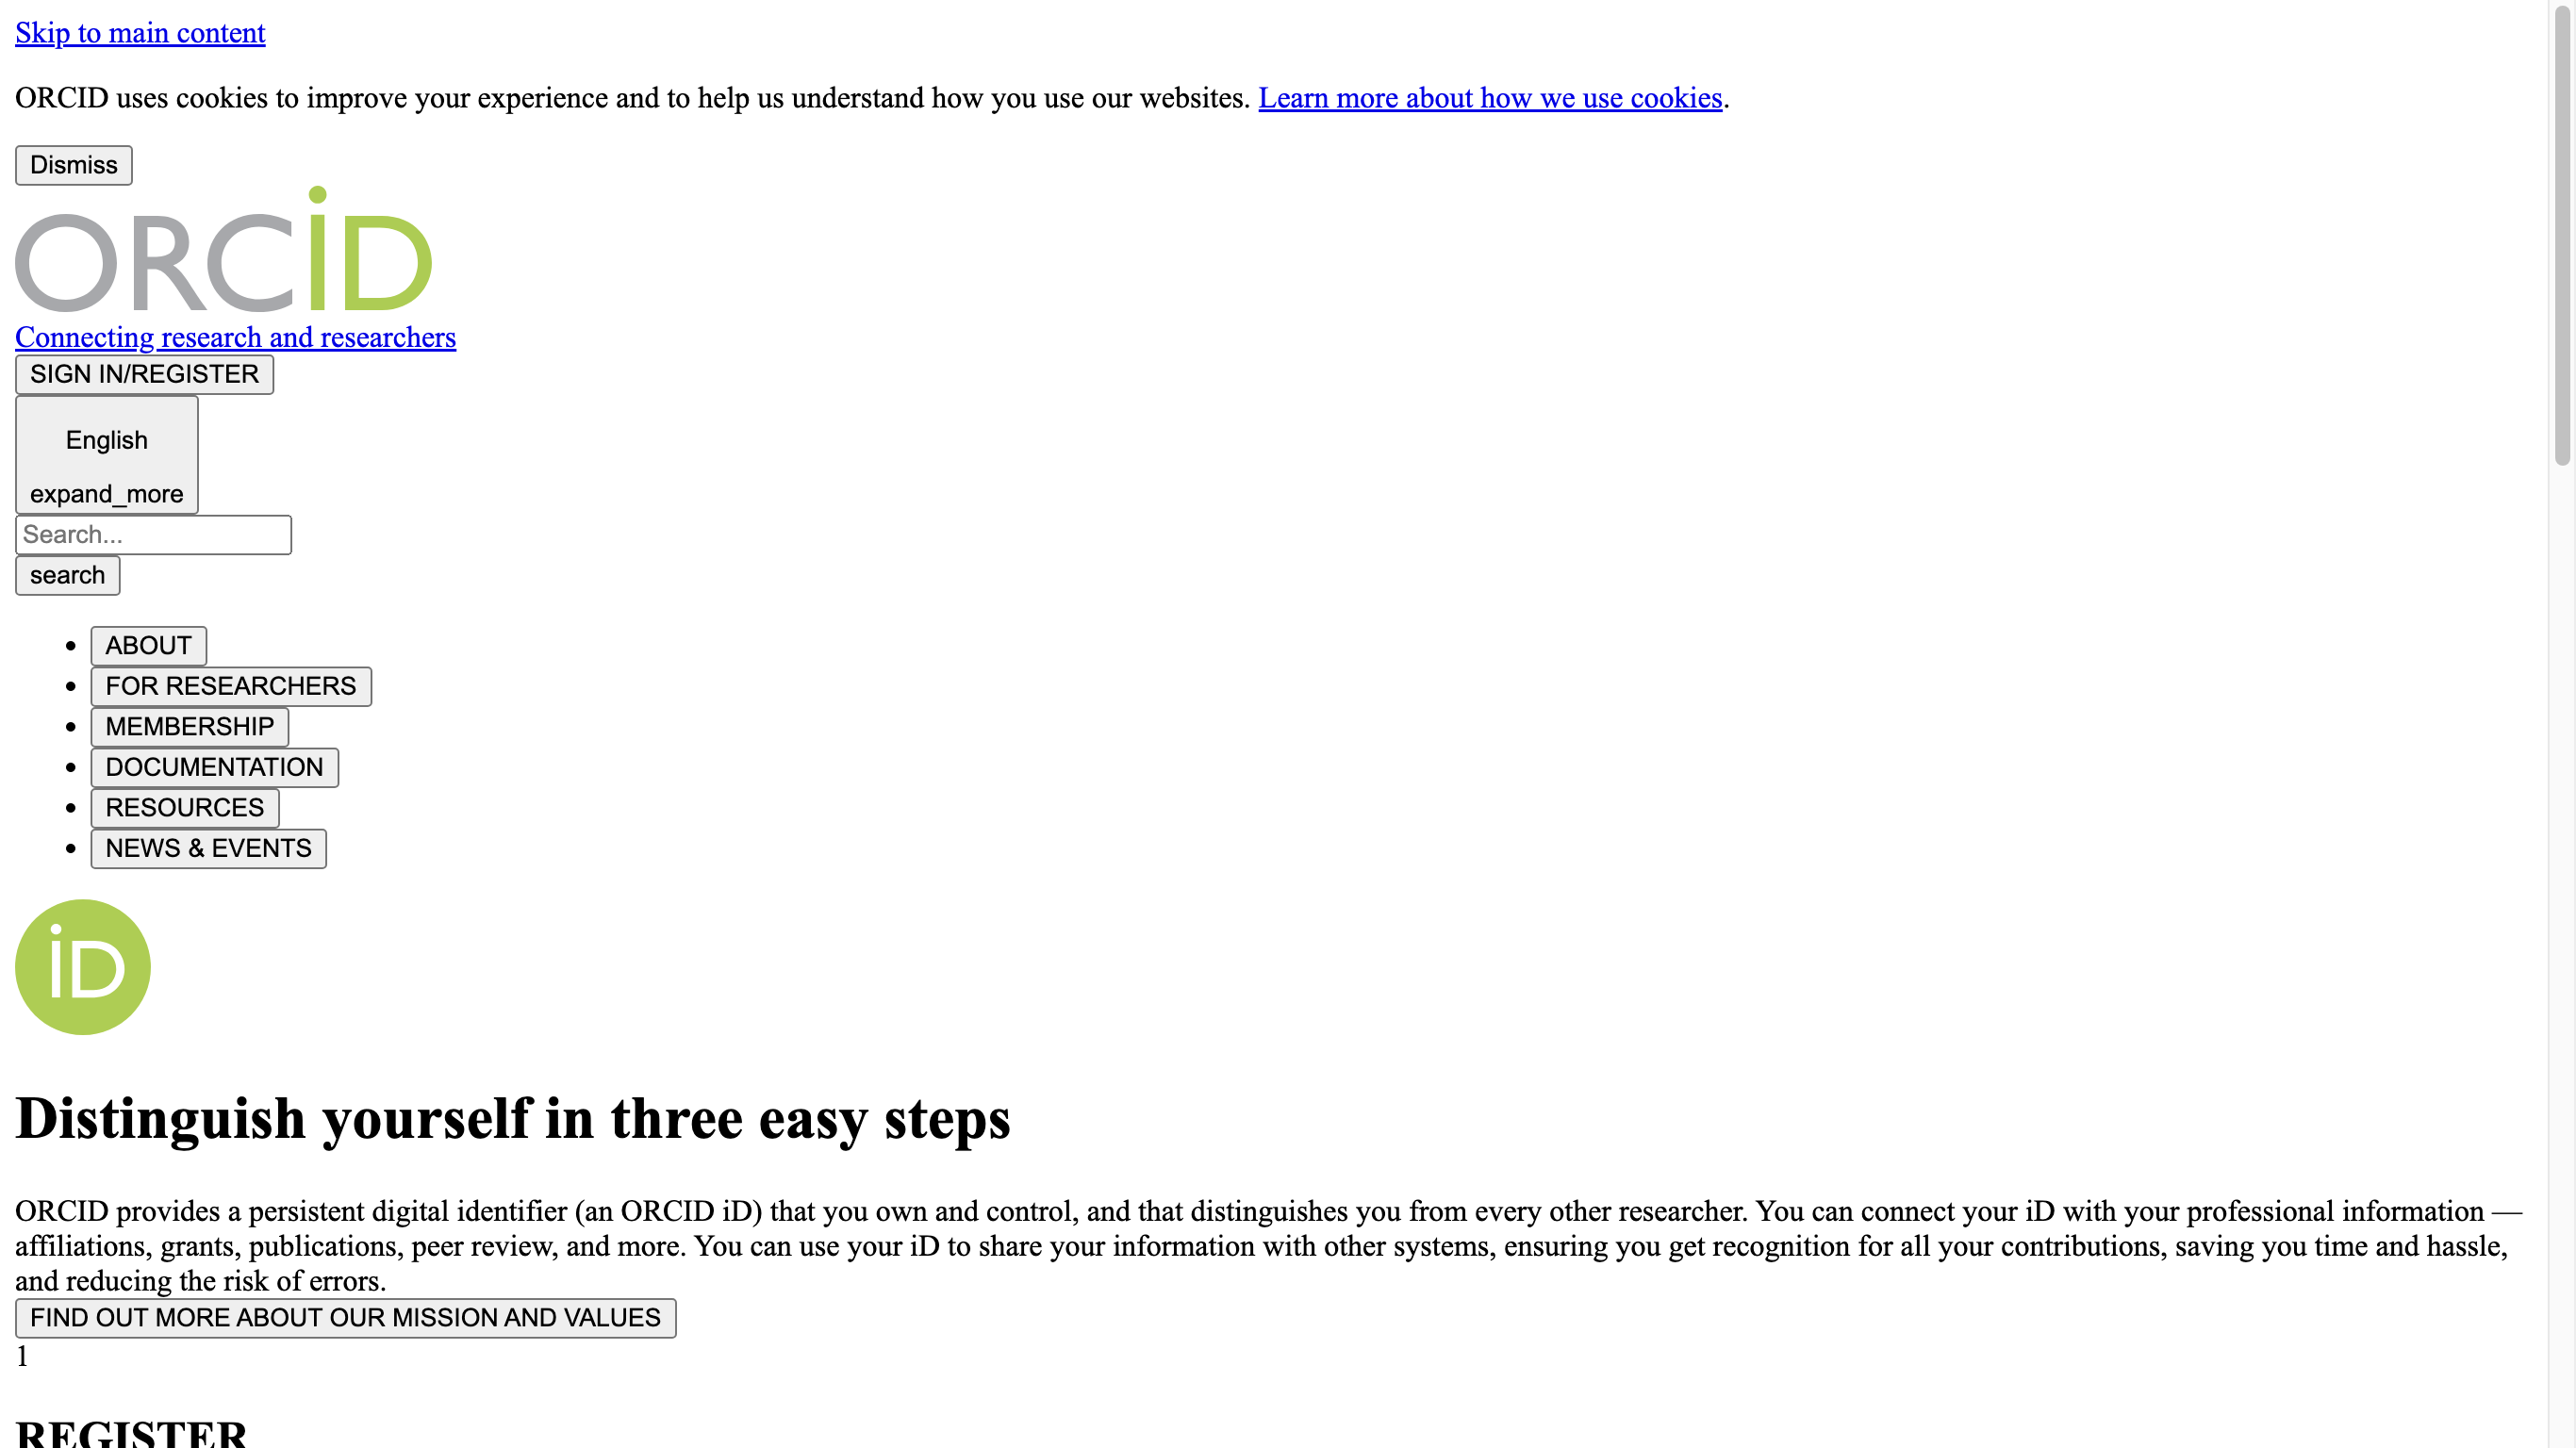 Skip to main content
ORCID uses cookies to improve your experience and to help us understand how you use our websites. Learn more about how we use cookies.
Dismiss
ORCiD
Connecting research and researchers
SIGN IN/REGISTER
English
expand_more
Search...
search
ABOUT
FOR RESEARCHERS
MEMBERSHIP
DOCUMENTATION
RESOURCES
NEWS & EVENTS
iD
Distinguish yourself in three easy steps
ORCID provides a persistent digital identifier (an ORCID iD) that you own and control, and that distinguishes you from every other researcher. You can connect your iD with your professional information —
affiliations, grants, publications, peer review, and more. You can use your iD to share your information with other systems, ensuring you get recognition for all your contributions, saving you time and hassle,
and reducing the risk of errors.
FIND OUT MORE ABOUT OUR MISSION AND VALUES
1
REGISTER